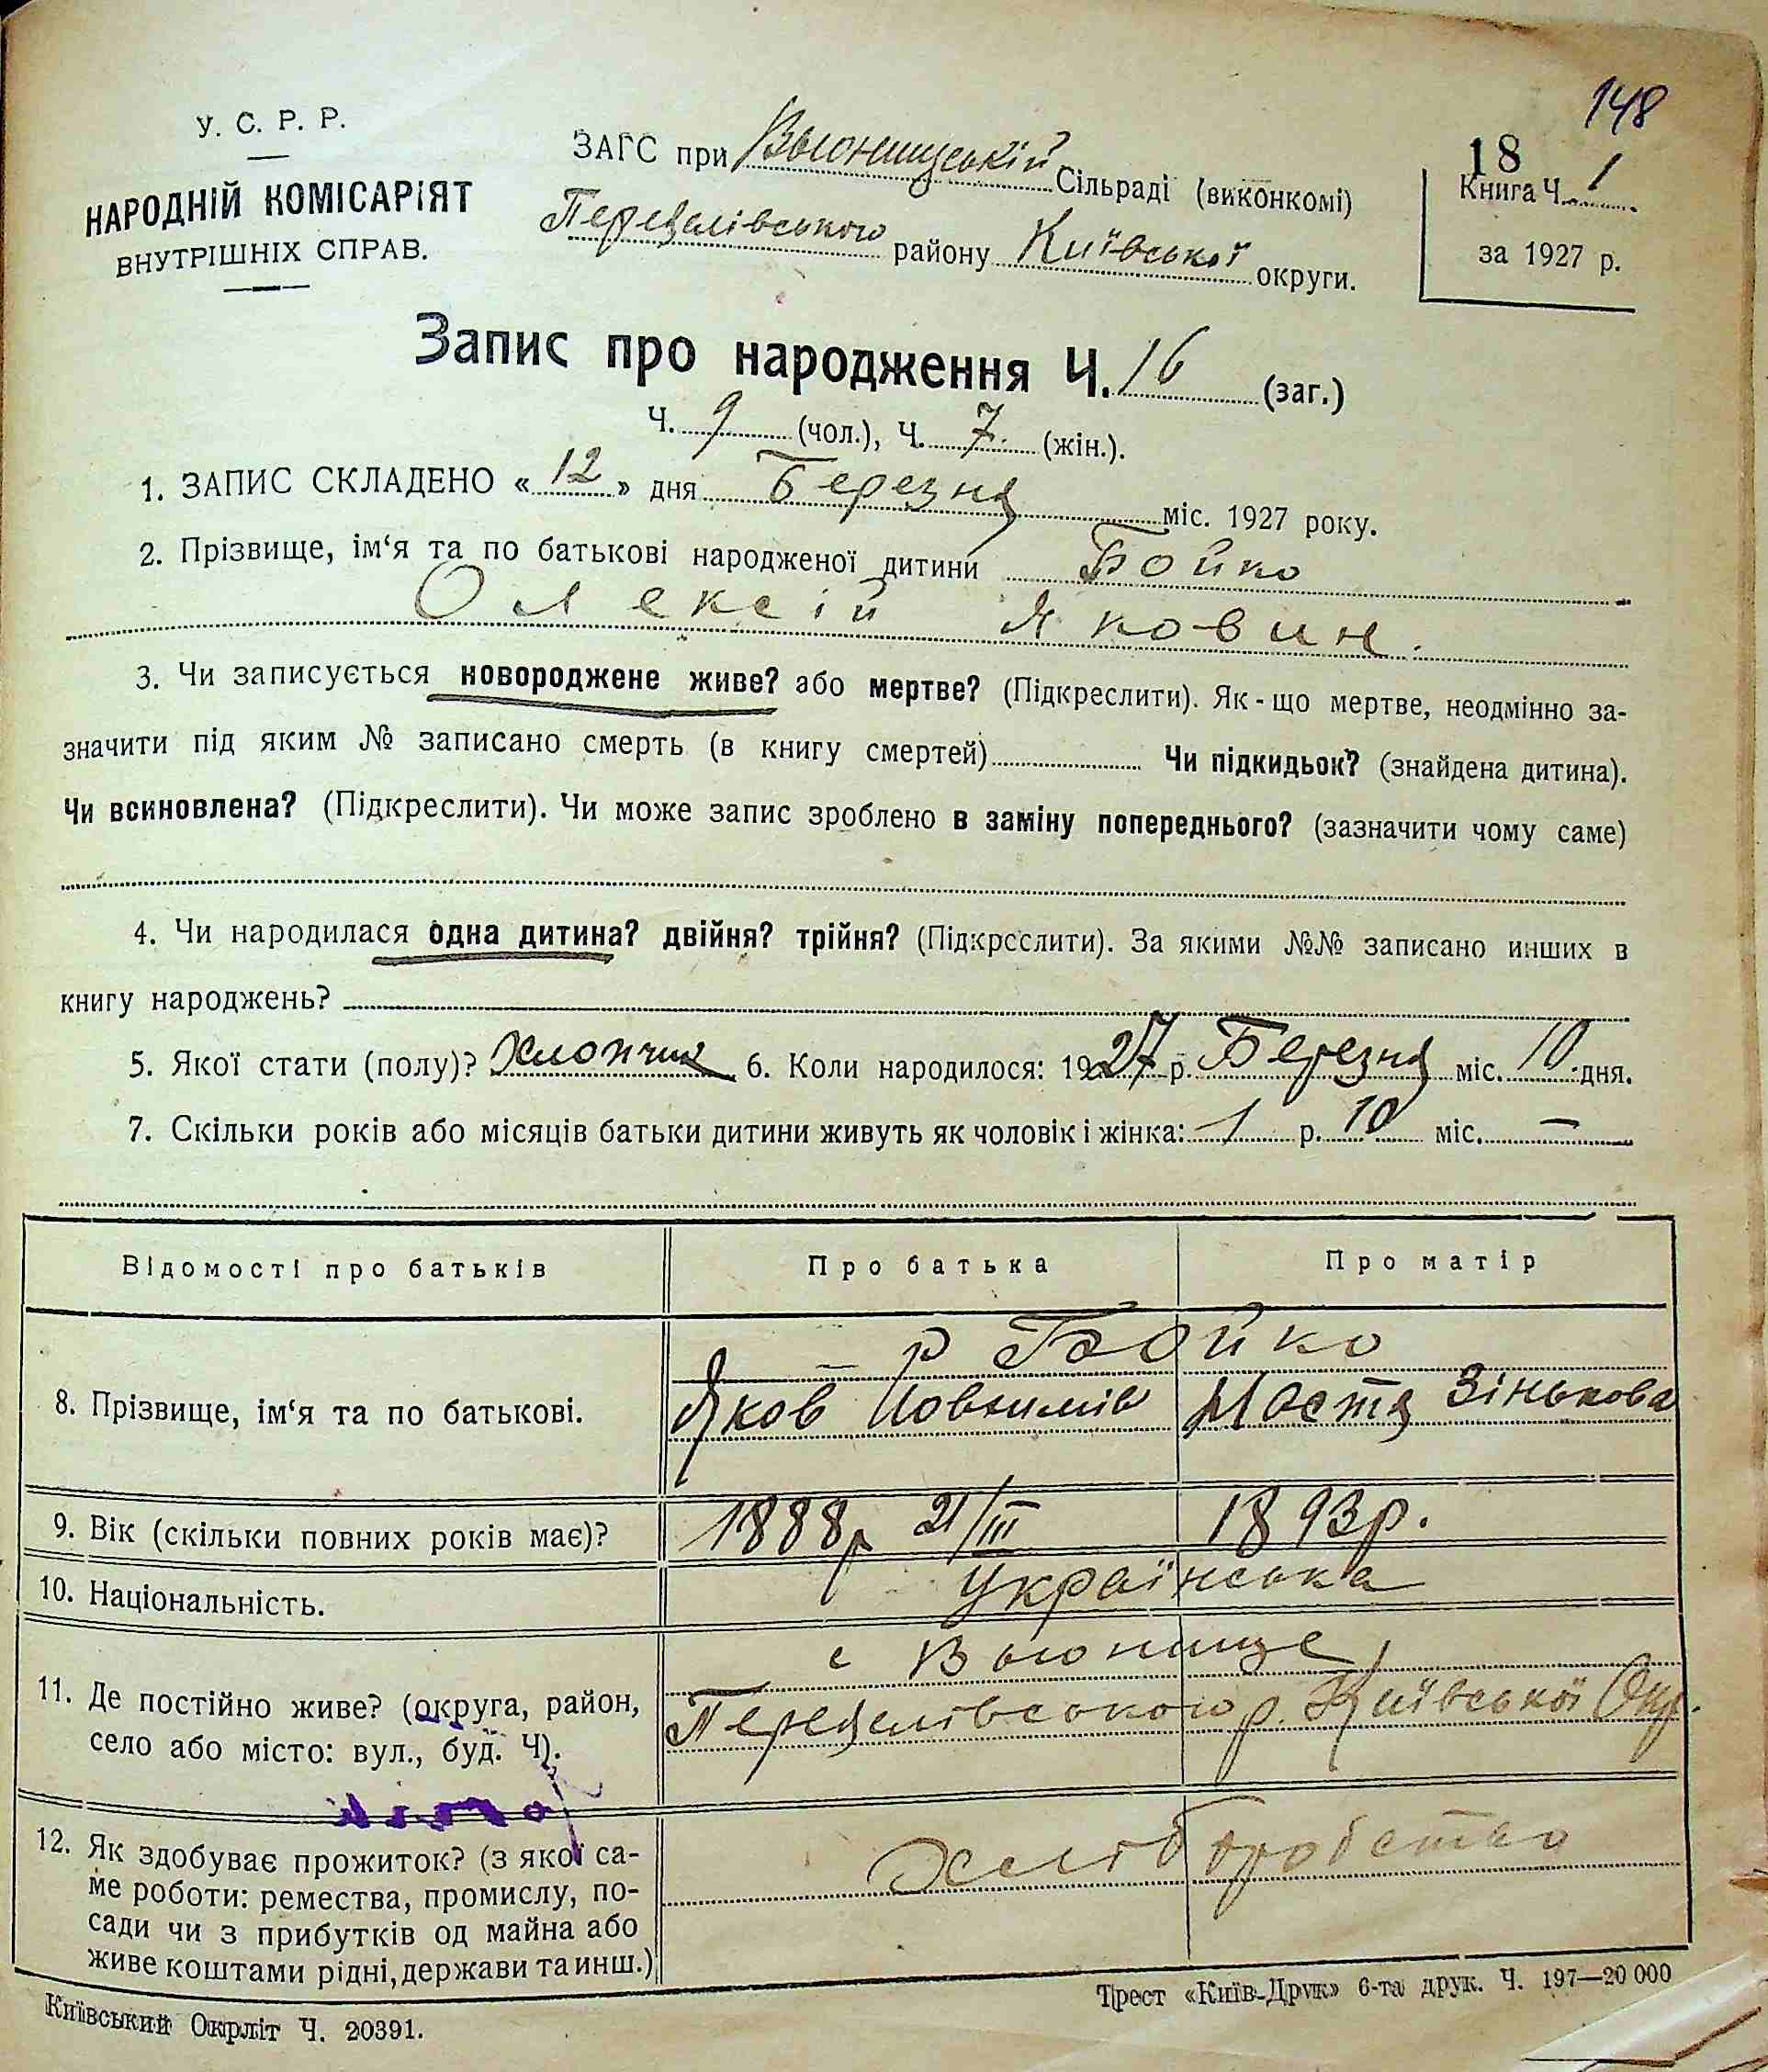 148
У. С. Р. Р.
НАРОДНІЙ КОМІСАРІЯТ
ВНУТРІШНІХ СПРАВ.
ЗАГС при Вьюницській Сільраді (виконкомі)
району Київської округи.
18
Книга Ч. 1
за 1927 р.
Запис про народження Ч. 16 (заг.)
Ч. 9 (чол.), Ч. 7. (жін.).
1. ЗАПИС СКЛАДЕНО « 12 » дня Березня міс. 1927 року.
2. Прізвище, ім‘я та по батькові народженої дитини Бойко
Олексій Яковин.
3. Чи записується новороджене живе? або мертве? (Підкреслити). Як-що мертве, неодмінно за-
значити під яким № записано смерть (в книгу смертей) Чи підкидьок? (знайдена дитина).
Чи всиновлена? (Підкреслити). Чи може запис зроблено в заміну попереднього? (зазначити чому саме)
4. Чи народилася одна дитина? двійня? трійня? (Підкреслити). За якими №№ записано инших в
книгу народжень?
5. Якої стати (полу)? Хлопчик 6. Коли народилося: 1927 р. Березня міс. 10 дня.
7. Скільки років або місяців батьки дитини живуть як чоловік і жінка: 1 р. 10 міс. —
Відомості про батьків Про батька Про матір
8. Прізвище, ім‘я та по батькові. Бойко
Яков Настя Зінькова
9. Вік (скільки повних років має)? 1888р 21/III 1893р.
10. Національність. Українська
11. Де постійно живе? (округа, район,
село або місто: вул., буд. Ч).
с Вьюнище
р. Київської Окр.
12. Як здобуває прожиток? (з якої са-
ме роботи: ремества, промислу, по-
сади чи з прибутків од майна або
живе коштами рідні, держави та инш.)
Хліборобство
Київський Окрліт Ч. 20391.
Трест «Київ-Друк» 6-та друк. Ч. 197—20 000